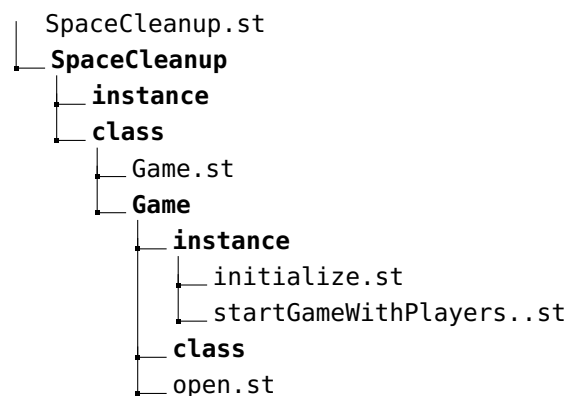 SpaceCleanup.st
SpaceCleanup
instance
class
Game.st
Game
instance
initialize.st
startGameWithPlayers..st
class
open.st